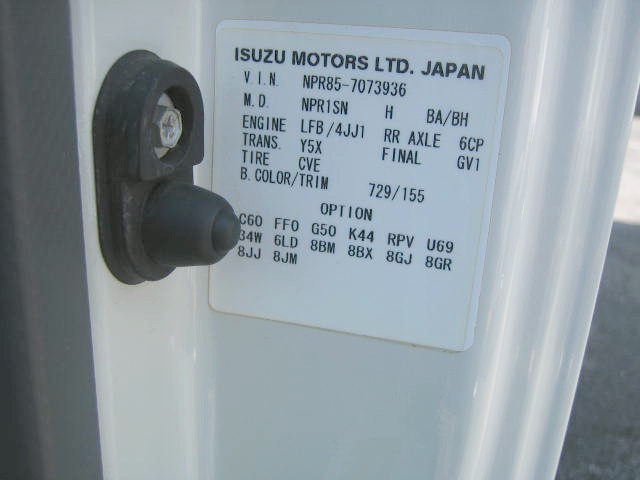 ISUZU MOTORS LTD. JAPAN
V.I.N. NPR85-7073936
M.D. NPR1SN H BA/BH
ENGINE LFB/4JJ1 RR AXLE 6CP
TRANS. Y5X FINAL GV1
TIRE CVE
B.COLOR/TRIM 729/155
OPTION
C60 FF0 G50 K44 RPV U69
34W 6LD 8BM 8BX 8GJ 8GR
8JJ 8JM